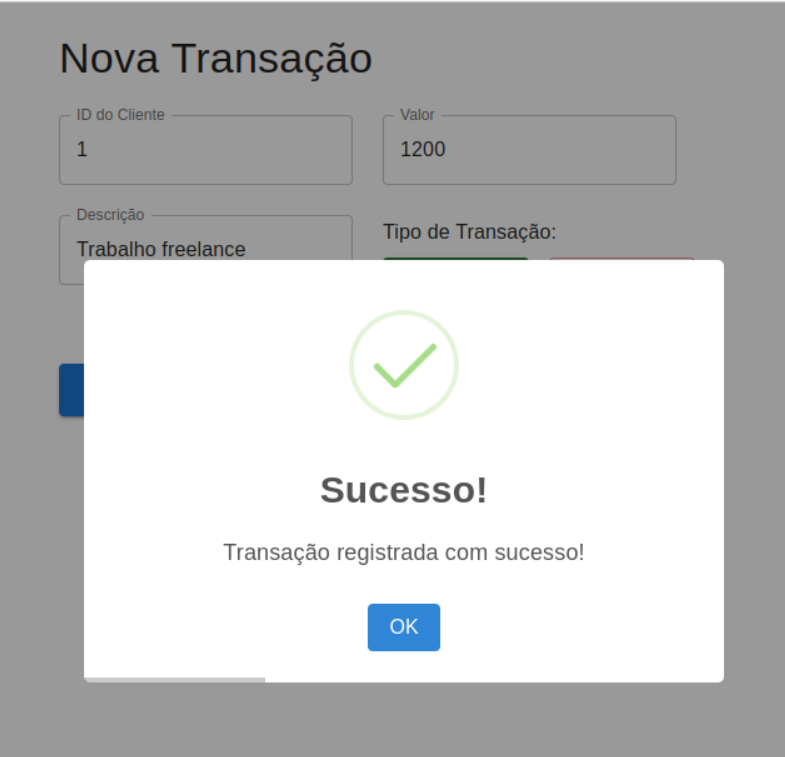 Nova Transação
ID do Cliente
Valor
1
1200
Descrição
Trabalho freelance
Tipo de Transação:
Sucesso!
Transação registrada com sucesso!
OK